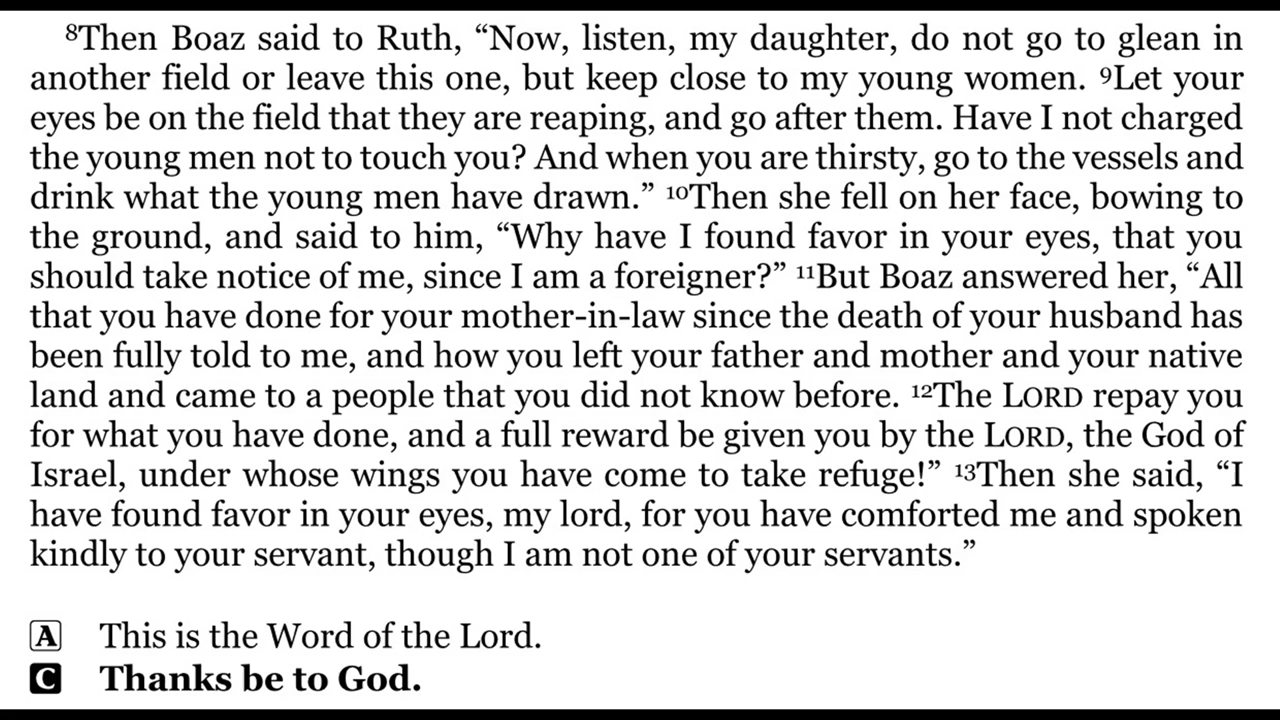 ⁸Then Boaz said to Ruth, “Now, listen, my daughter, do not go to glean in
another field or leave this one, but keep close to my young women. ⁹Let your
eyes be on the field that they are reaping, and go after them. Have I not charged
the young men not to touch you? And when you are thirsty, go to the vessels and
drink what the young men have drawn.” ¹⁰Then she fell on her face, bowing to
the ground, and said to him, “Why have I found favor in your eyes, that you
should take notice of me, since I am a foreigner?” ¹¹But Boaz answered her, “All
that you have done for your mother-in-law since the death of your husband has
been fully told to me, and how you left your father and mother and your native
land and came to a people that you did not know before. ¹²The LORD repay you
for what you have done, and a full reward be given you by the LORD, the God of
Israel, under whose wings you have come to take refuge!” ¹³Then she said, “I
have found favor in your eyes, my lord, for you have comforted me and spoken
kindly to your servant, though I am not one of your servants.”
A This is the Word of the Lord.
C Thanks be to God.